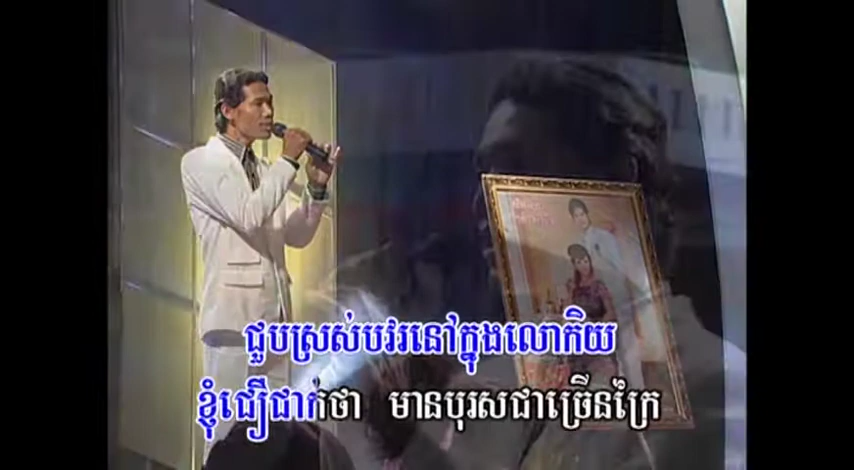 ជួបស្រស់បវរនៅក្នុងលោកិយ
ខ្ញុំជឿជាក់ថា មានបុរសជាច្រើនក្រៃ